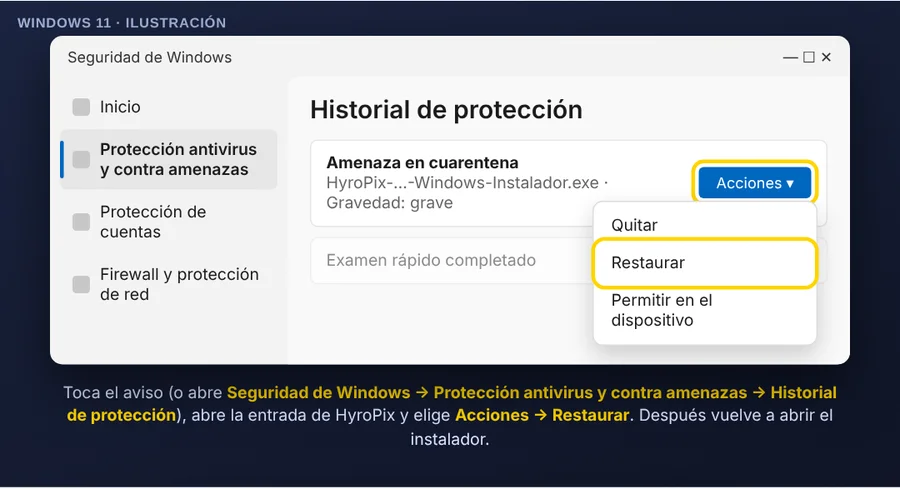 WINDOWS 11 · ILUSTRACIÓN
Seguridad de Windows
Inicio
Protección antivirus
y contra amenazas
Protección de
cuentas
Firewall y protección
de red
Historial de protección
Amenaza en cuarentena
HyroPix-...-Windows-Instalador.exe ·
Gravedad: grave
Acciones ▾
Quitar
Restaurar
Permitir en el
dispositivo
Examen rápido completado
Toca el aviso (o abre Seguridad de Windows → Protección antivirus y contra amenazas → Historial
de protección), abre la entrada de HyroPix y elige Acciones → Restaurar. Después vuelve a abrir el
instalador.